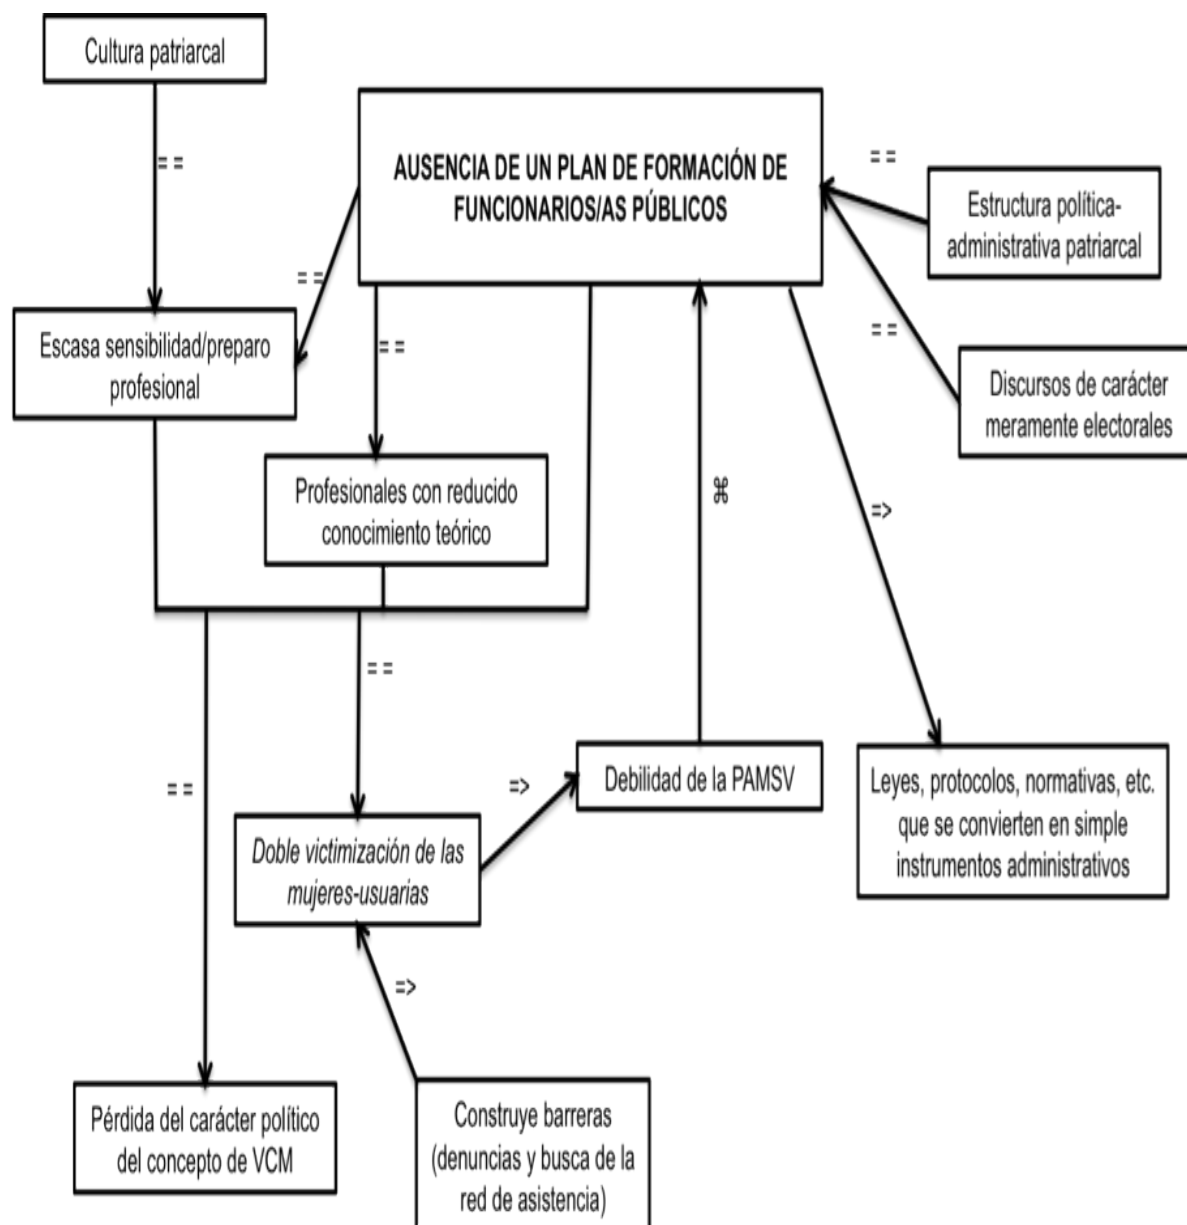 Cultura patriarcal
= =
AUSENCIA DE UN PLAN DE FORMACIÓN DE
FUNCIONARIOS/AS PÚBLICOS
= =
Estructura política-
administrativa patriarcal
= =
= =
Discursos de carácter
meramente electorales
Escasa sensibilidad/preparo
profesional
= =
Profesionales con reducido
conocimiento teórico
⌘
=>
= =
= =
=>
Debilidad de la PAMSV
Leyes, protocolos, normativas, etc.
que se convierten en simple
instrumentos administrativos
Doble victimización de las
mujeres-usuarias
=>
Pérdida del carácter político
del concepto de VCM
Construye barreras
(denuncias y busca de la
red de asistencia)